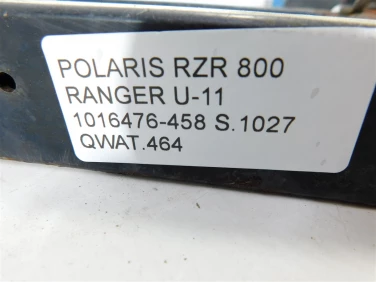 POLARIS RZR 800
RANGER U-11
1016476-458 S.1027
QWAT.464